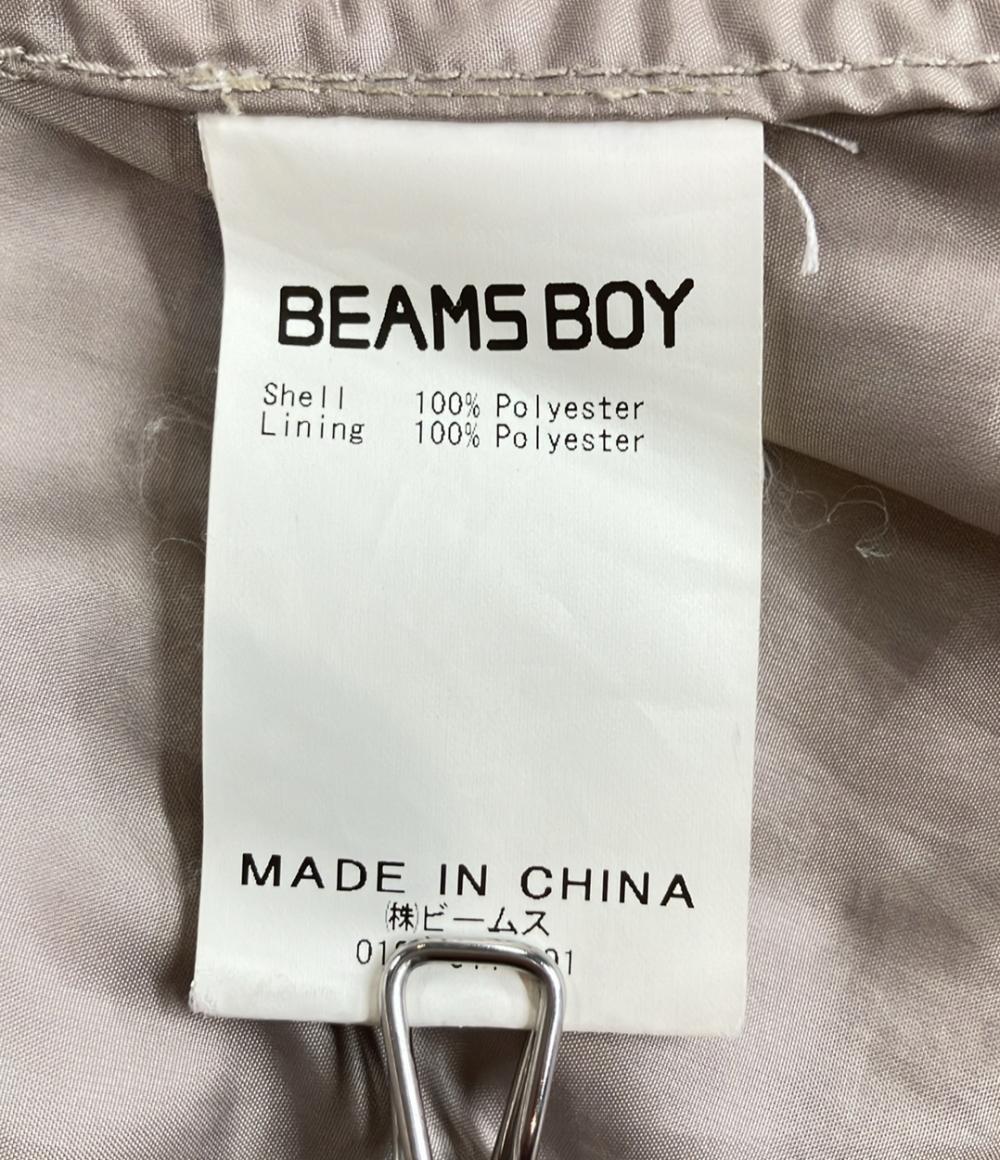 BEAMS BOY
Shell 100% Polyester
Lining 100% Polyester
MADE IN CHINA
㈱ビームス